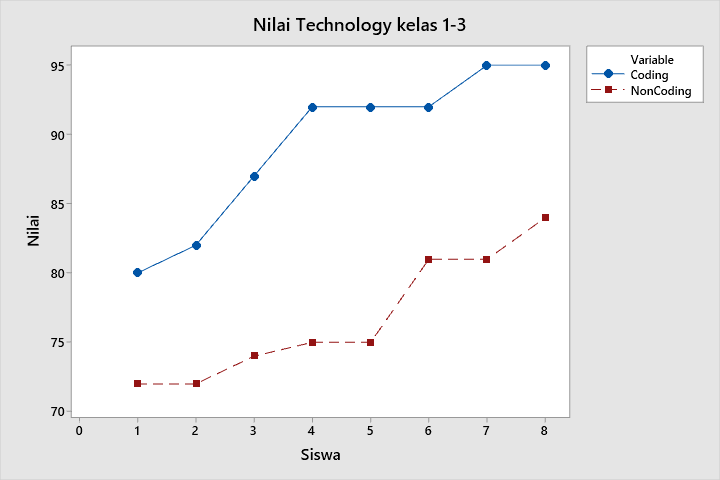 Nilai Technology kelas 1-3
Variable
Coding
NonCoding
95
90
85
80
75
70
Nilai
0 1 2 3 4 5 6 7 8
Siswa